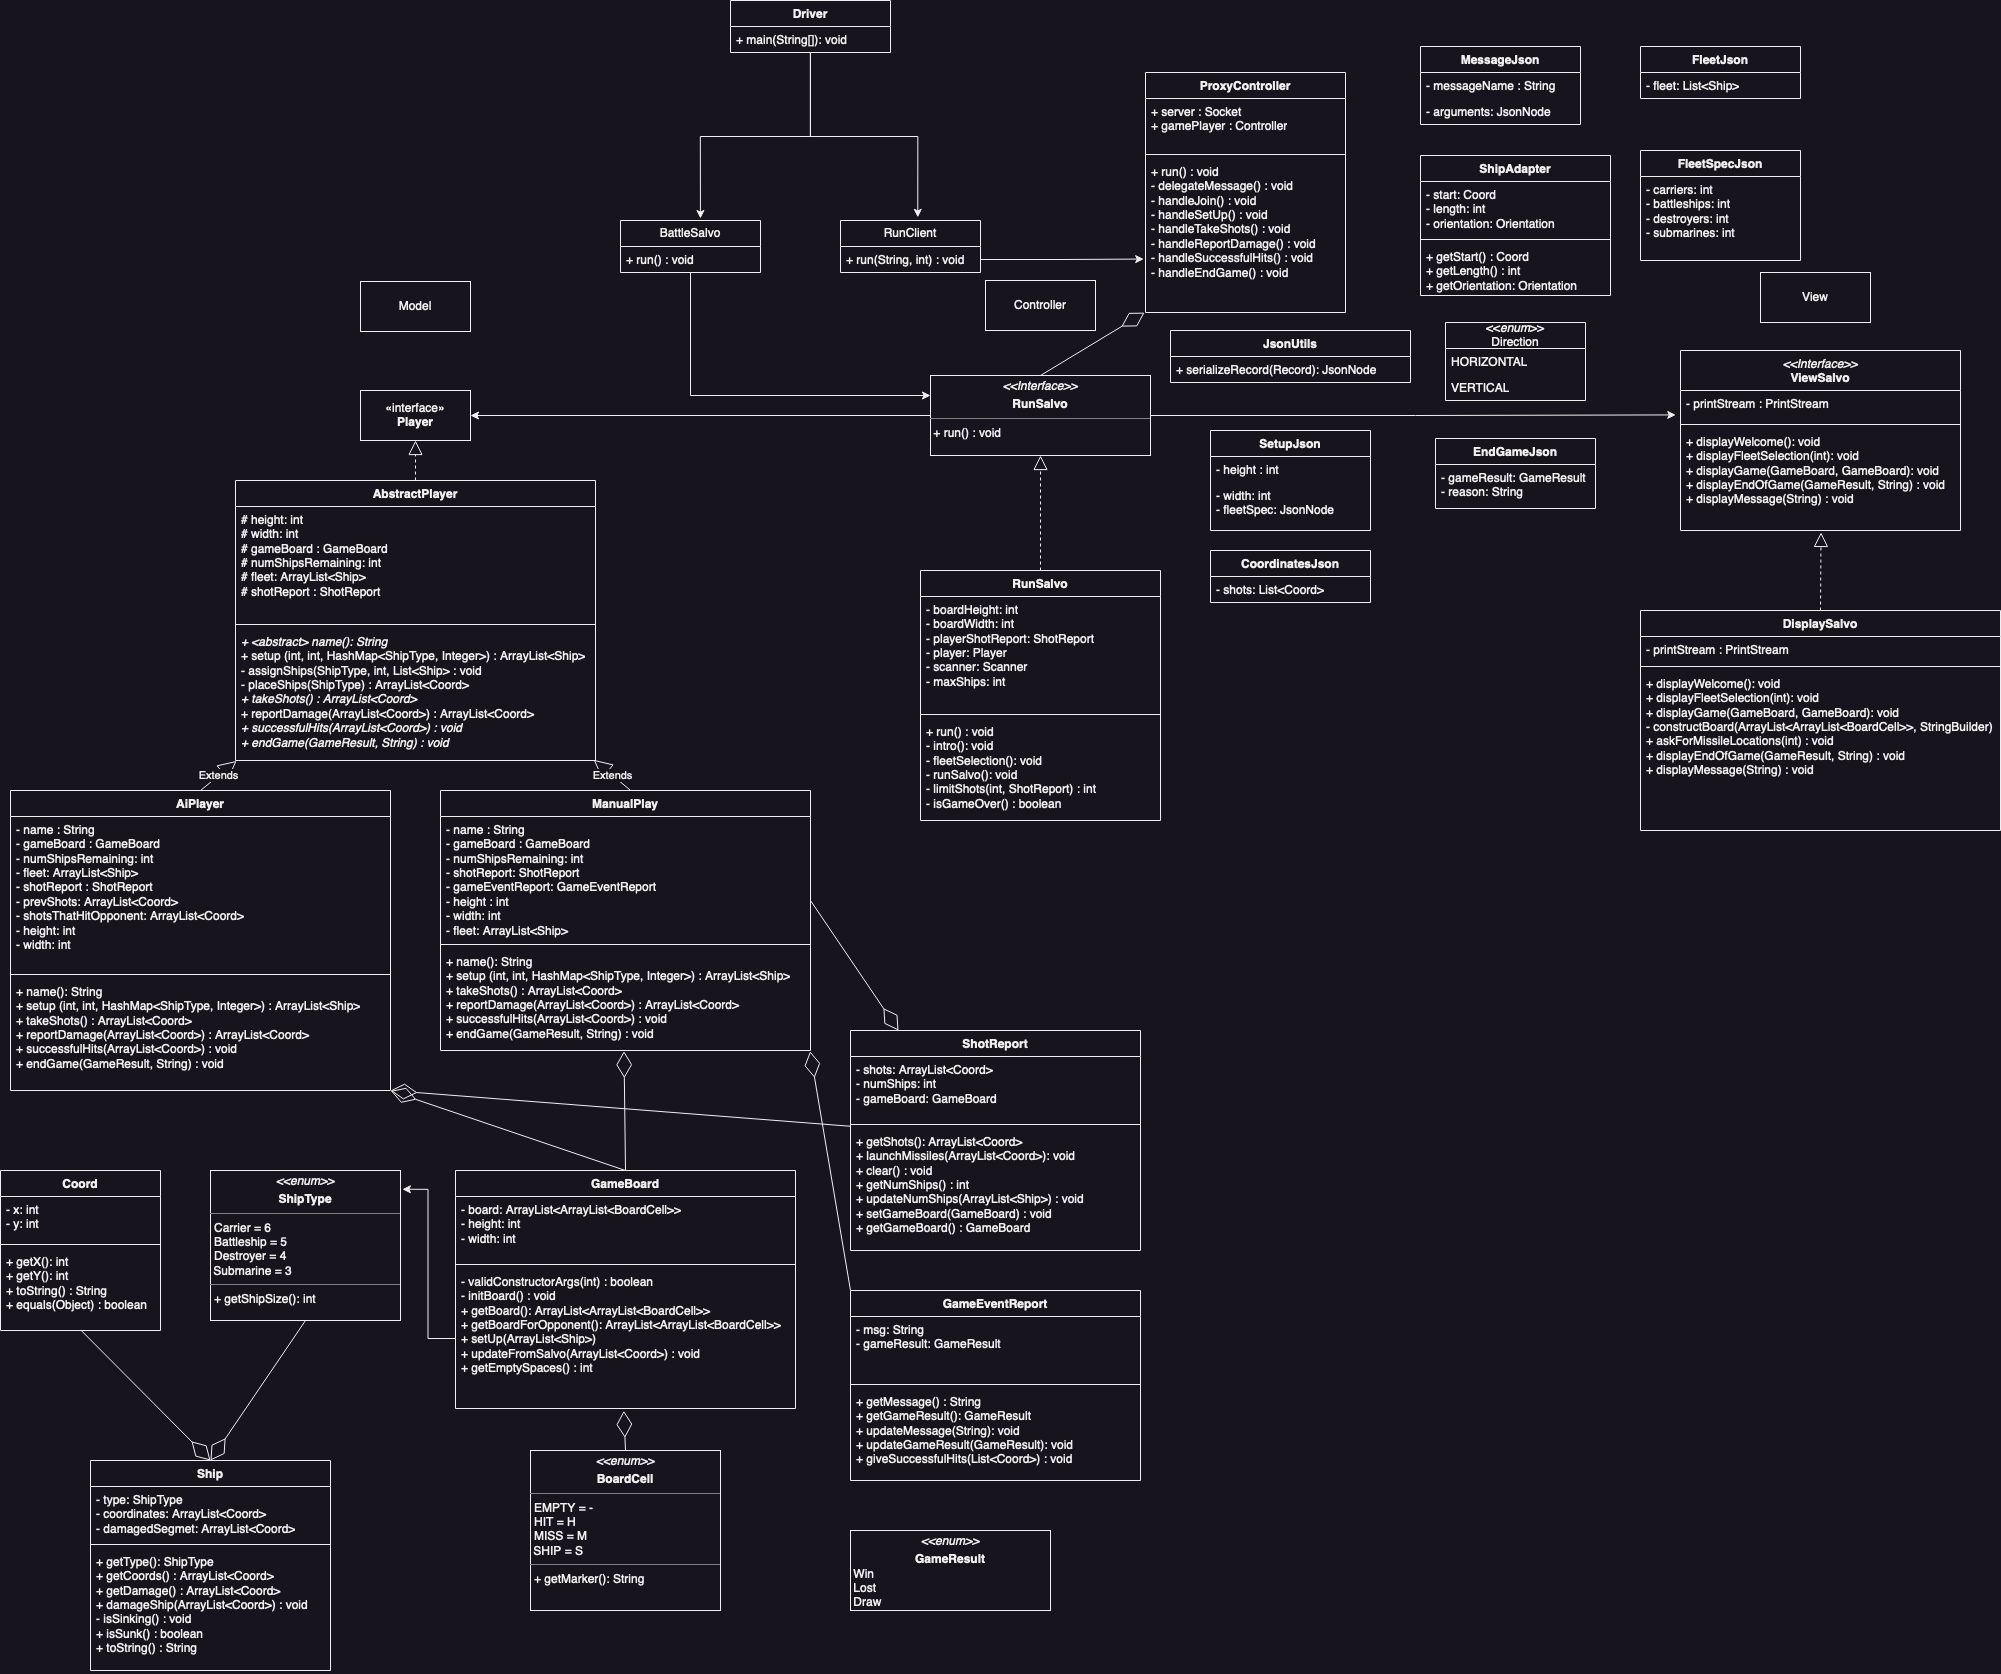 Driver
+ main(String[]): void
BattleSalvo
+ run() : void
RunClient
+ run(String, int) : void
ProxyController
+ server : Socket
+ gamePlayer : Controller
+ run() : void
- delegateMessage() : void
- handleJoin() : void
- handleSetUp() : void
- handleTakeShots() : void
- handleReportDamage() : void
- handleSuccessfulHits() : void
- handleEndGame() : void
MessageJson
- messageName : String
- arguments: JsonNode
FleetJson
- fleet: List<Ship>
ShipAdapter
- start: Coord
- length: int
- orientation: Orientation
+ getStart() : Coord
+ getLength() : int
+ getOrientation: Orientation
FleetSpecJson
- carriers: int
- battleships: int
- destroyers: int
- submarines: int
Model
Controller
View
JsonUtils
+ serializeRecord(Record): JsonNode
<<enum>>
Direction
HORIZONTAL
VERTICAL
«interface»
Player
<<Interface>>
RunSalvo
+ run() : void
<<Interface>>
ViewSalvo
- printStream : PrintStream
+ displayWelcome(): void
+ displayFleetSelection(int): void
+ displayGame(GameBoard, GameBoard): void
+ displayEndOfGame(GameResult, String) : void
+ displayMessage(String) : void
SetupJson
- height : int
- width: int
- fleetSpec: JsonNode
EndGameJson
- gameResult: GameResult
- reason: String
CoordinatesJson
- shots: List<Coord>
AbstractPlayer
# height: int
# width: int
# gameBoard : GameBoard
# numShipsRemaining: int
# fleet: ArrayList<Ship>
# shotReport : ShotReport
+ <abstract> name(): String
+ setup (int, int, HashMap<ShipType, Integer>) : ArrayList<Ship>
- assignShips(ShipType, int, List<Ship> : void
- placeShips(ShipType) : ArrayList<Coord>
+ takeShots() : ArrayList<Coord>
+ reportDamage(ArrayList<Coord>) : ArrayList<Coord>
+ successfulHits(ArrayList<Coord>) : void
+ endGame(GameResult, String) : void
RunSalvo
- boardHeight: int
- boardWidth: int
- playerShotReport: ShotReport
- player: Player
- scanner: Scanner
- maxShips: int
+ run() : void
- intro(): void
- fleetSelection(): void
- runSalvo(): void
- limitShots(int, ShotReport) : int
- isGameOver() : boolean
DisplaySalvo
- printStream : PrintStream
+ displayWelcome(): void
+ displayFleetSelection(int): void
+ displayGame(GameBoard, GameBoard): void
- constructBoard(ArrayList<ArrayList<BoardCell>>, StringBuilder)
+ askForMissileLocations(int) : void
+ displayEndOfGame(GameResult, String) : void
+ displayMessage(String) : void
Extends
Extends
AiPlayer
- name : String
- gameBoard : GameBoard
- numShipsRemaining: int
- fleet: ArrayList<Ship>
- shotReport : ShotReport
- prevShots: ArrayList<Coord>
- shotsThatHitOpponent: ArrayList<Coord>
- height: int
- width: int
+ name(): String
+ setup (int, int, HashMap<ShipType, Integer>) : ArrayList<Ship>
+ takeShots() : ArrayList<Coord>
+ reportDamage(ArrayList<Coord>) : ArrayList<Coord>
+ successfulHits(ArrayList<Coord>) : void
+ endGame(GameResult, String) : void
ManualPlay
- name : String
- gameBoard : GameBoard
- numShipsRemaining: int
- shotReport: ShotReport
- gameEventReport: GameEventReport
- height : int
- width: int
- fleet: ArrayList<Ship>
+ name(): String
+ setup (int, int, HashMap<ShipType, Integer>) : ArrayList<Ship>
+ takeShots() : ArrayList<Coord>
+ reportDamage(ArrayList<Coord>) : ArrayList<Coord>
+ successfulHits(ArrayList<Coord>) : void
+ endGame(GameResult, String) : void
ShotReport
- shots: ArrayList<Coord>
- numShips: int
- gameBoard: GameBoard
+ getShots(): ArrayList<Coord>
+ launchMissiles(ArrayList<Coord>): void
+ clear() : void
+ getNumShips() : int
+ updateNumShips(ArrayList<Ship>) : void
+ setGameBoard(GameBoard) : void
+ getGameBoard() : GameBoard
Coord
- x: int
- y: int
+ getX(): int
+ getY(): int
+ toString() : String
+ equals(Object) : boolean
<<enum>>
ShipType
Carrier = 6
Battleship = 5
Destroyer = 4
Submarine = 3
+ getShipSize(): int
GameBoard
- board: ArrayList<ArrayList<BoardCell>>
- height: int
- width: int
- validConstructorArgs(int) : boolean
- initBoard() : void
+ getBoard(): ArrayList<ArrayList<BoardCell>>
+ getBoardForOpponent(): ArrayList<ArrayList<BoardCell>>
+ setUp(ArrayList<Ship>)
+ updateFromSalvo(ArrayList<Coord>) : void
+ getEmptySpaces() : int
GameEventReport
- msg: String
- gameResult: GameResult
+ getMessage() : String
+ getGameResult(): GameResult
+ updateMessage(String): void
+ updateGameResult(GameResult): void
+ giveSuccessfulHits(List<Coord>) : void
Ship
- type: ShipType
- coordinates: ArrayList<Coord>
- damagedSegmet: ArrayList<Coord>
+ getType(): ShipType
+ getCoords() : ArrayList<Coord>
+ getDamage() : ArrayList<Coord>
+ damageShip(ArrayList<Coord>) : void
- isSinking() : void
+ isSunk() : boolean
+ toString() : String
<<enum>>
BoardCell
EMPTY = -
HIT = H
MISS = M
SHIP = S
+ getMarker(): String
<<enum>>
GameResult
Win
Lost
Draw